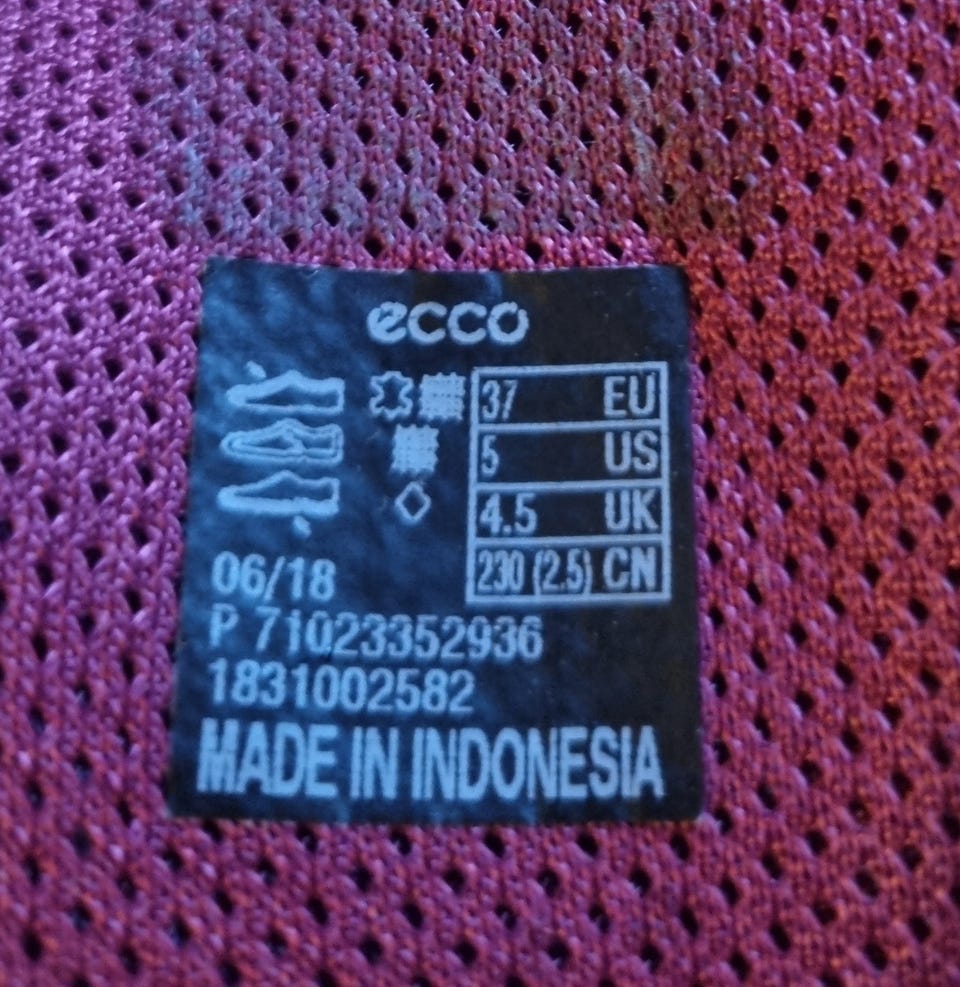 ecco
37 EU
5 US
4.5 UK
230 (2.5) CN
06/18
P 71023352936
1831002582
MADE IN INDONESIA